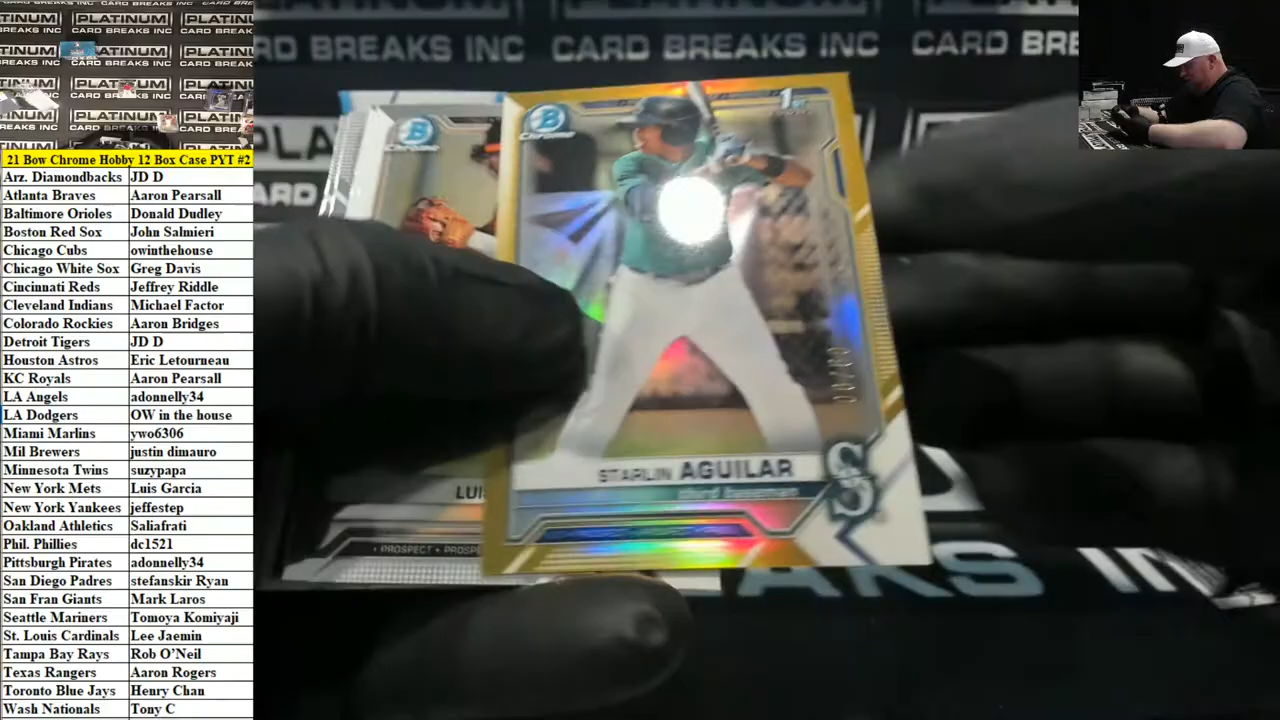 PLATINUM
CARD BREAKS INC
21 Bow Chrome Hobby 12 Box Case PYT #2
Arz. Diamondbacks JD D
Atlanta Braves Aaron Pearsall
Baltimore Orioles Donald Dudley
Boston Red Sox John Salmieri
Chicago Cubs owinthehouse
Chicago White Sox Greg Davis
Cincinnati Reds Jeffrey Riddle
Cleveland Indians Michael Factor
Colorado Rockies Aaron Bridges
Detroit Tigers JD D
Houston Astros Eric Letourneau
KC Royals Aaron Pearsall
LA Angels adonnelly34
LA Dodgers OW in the house
Miami Marlins ywo6306
Mil Brewers justin dimauro
Minnesota Twins suzypapa
New York Mets Luis Garcia
New York Yankees jeffestep
Oakland Athletics Saliafrati
Phil. Phillies dc1521
Pittsburgh Pirates adonnelly34
San Diego Padres stefanskir Ryan
San Fran Giants Mark Laros
Seattle Mariners Tomoya Komiyaji
St. Louis Cardinals Lee Jaemin
Tampa Bay Rays Rob O'Neil
Texas Rangers Aaron Rogers
Toronto Blue Jays Henry Chan
Wash Nationals Tony C
PLATINUM
CARD BREAKS INC
B Chrome
B Chrome
1st
STARLIN AGUILAR
third baseman
S
LUI
• PROSPECT • PROSPE
AKS IN